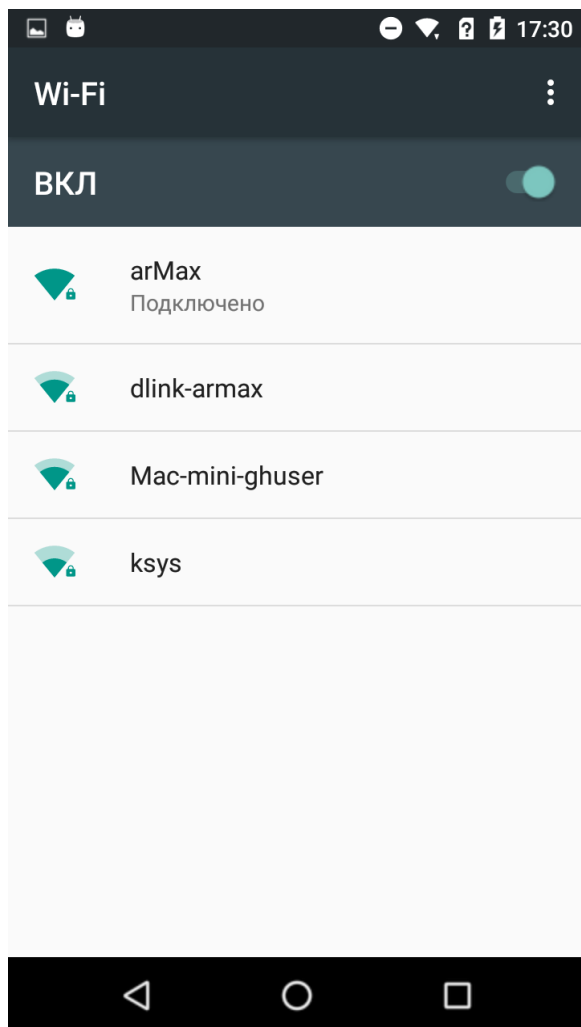 17:30
Wi-Fi
ВКЛ
arMax
Подключено
dlink-armax
Mac-mini-ghuser
ksys